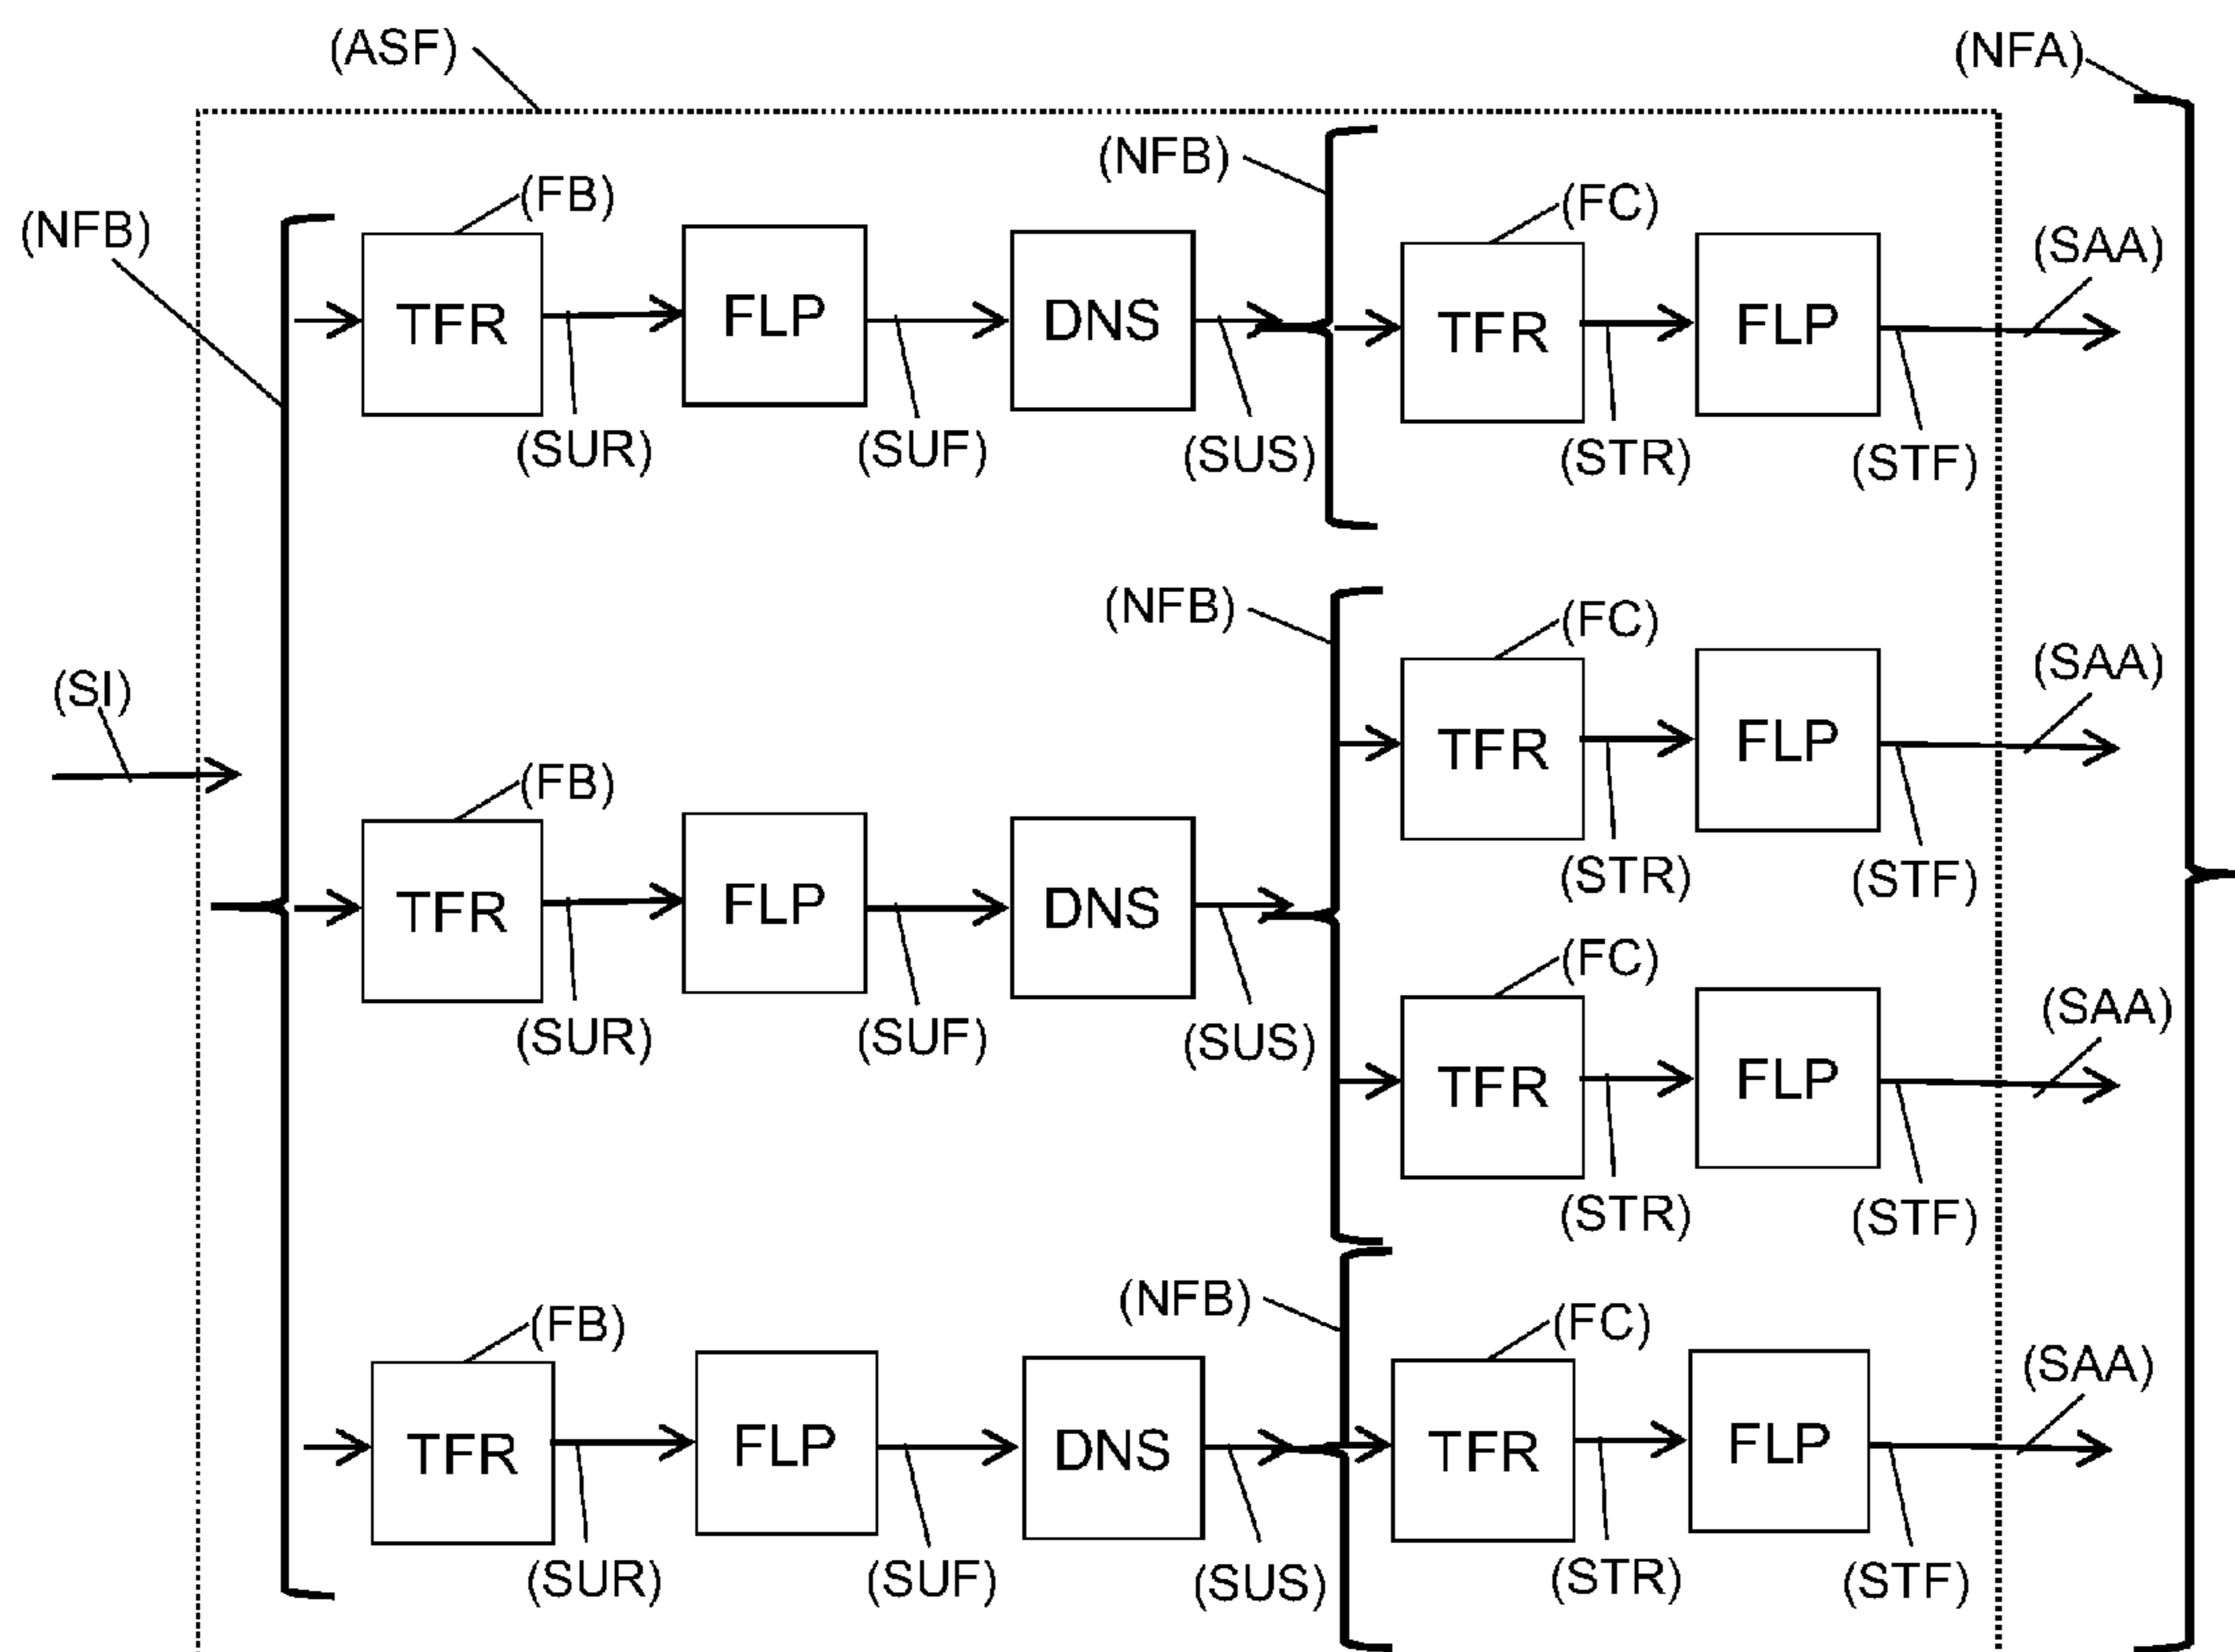 (ASF) (NFA)
(NFB)
(NFB) (FB) (FC) (SAA)
TFR FLP DNS TFR FLP
(SUR) (SUF) (SUS) (STR) (STF)
(NFB) (FC) (SAA)
(SI)
TFR FLP
(FB)
(STR) (STF)
TFR FLP DNS
(FC) (SAA)
(SUR) (SUF) (SUS)
TFR FLP
(STR) (STF)
(NFB)
(FB) (FC) (SAA)
TFR FLP DNS TFR FLP
(SUR) (SUF) (SUS) (STR) (STF)